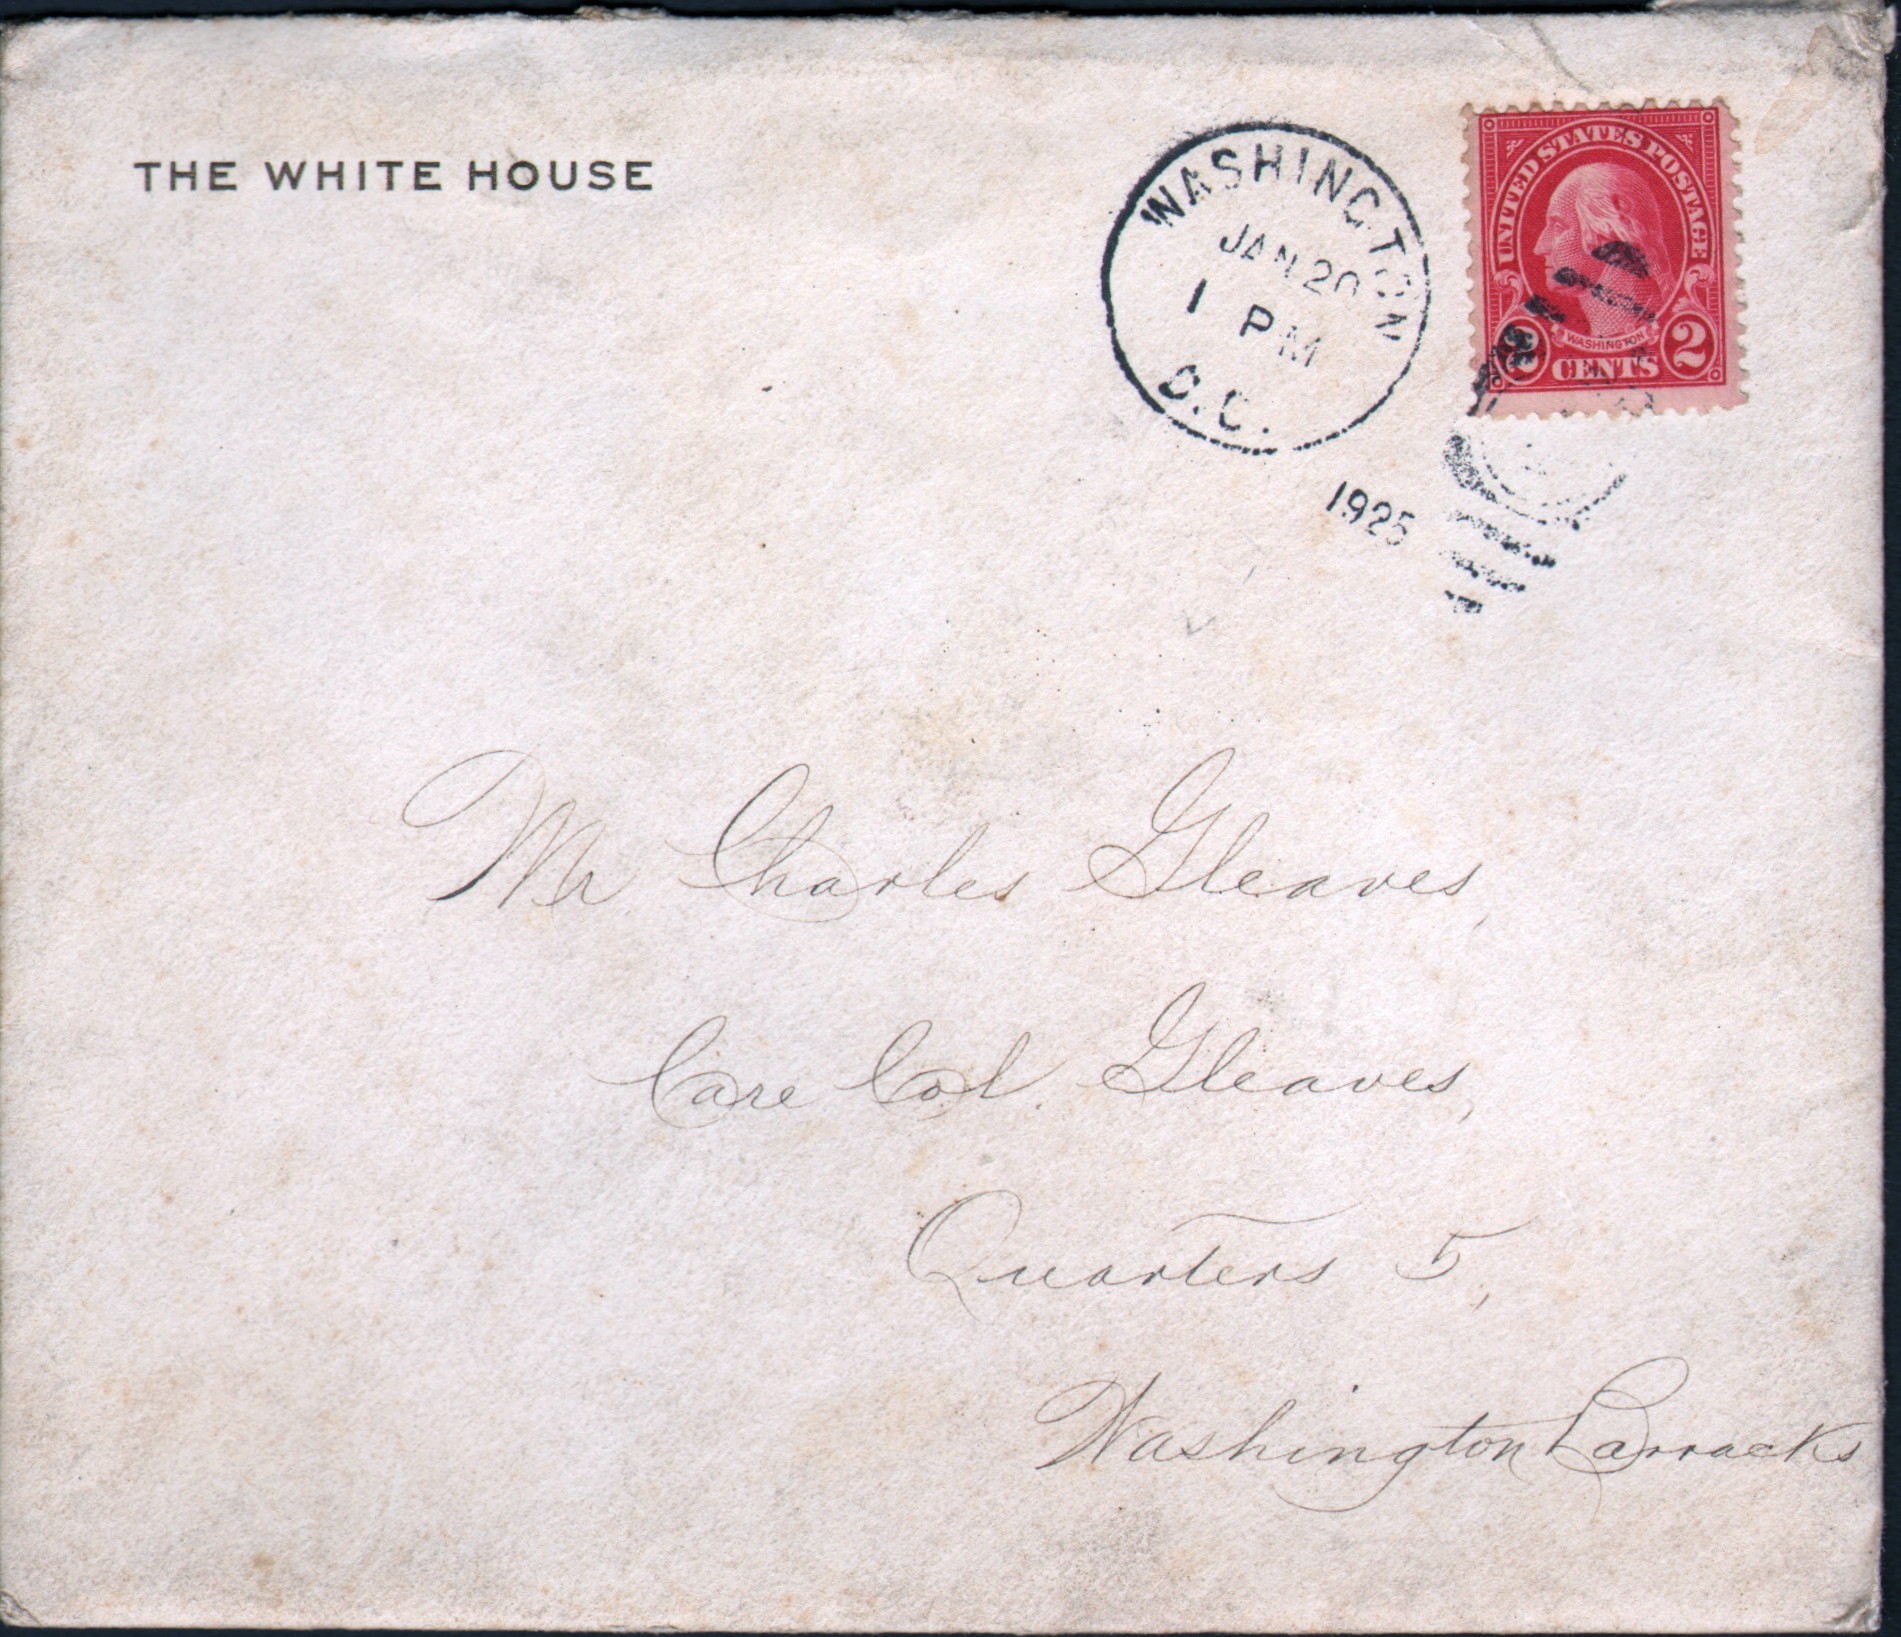 THE WHITE HOUSE
WASHINGTON
JAN 20
1 PM
D.C.
1925
UNITED STATES POSTAGE
WASHINGTON
2 CENTS 2
Mr Charles Gleaves,
Care Col. Gleaves,
Quarters 5,
Washington Barracks